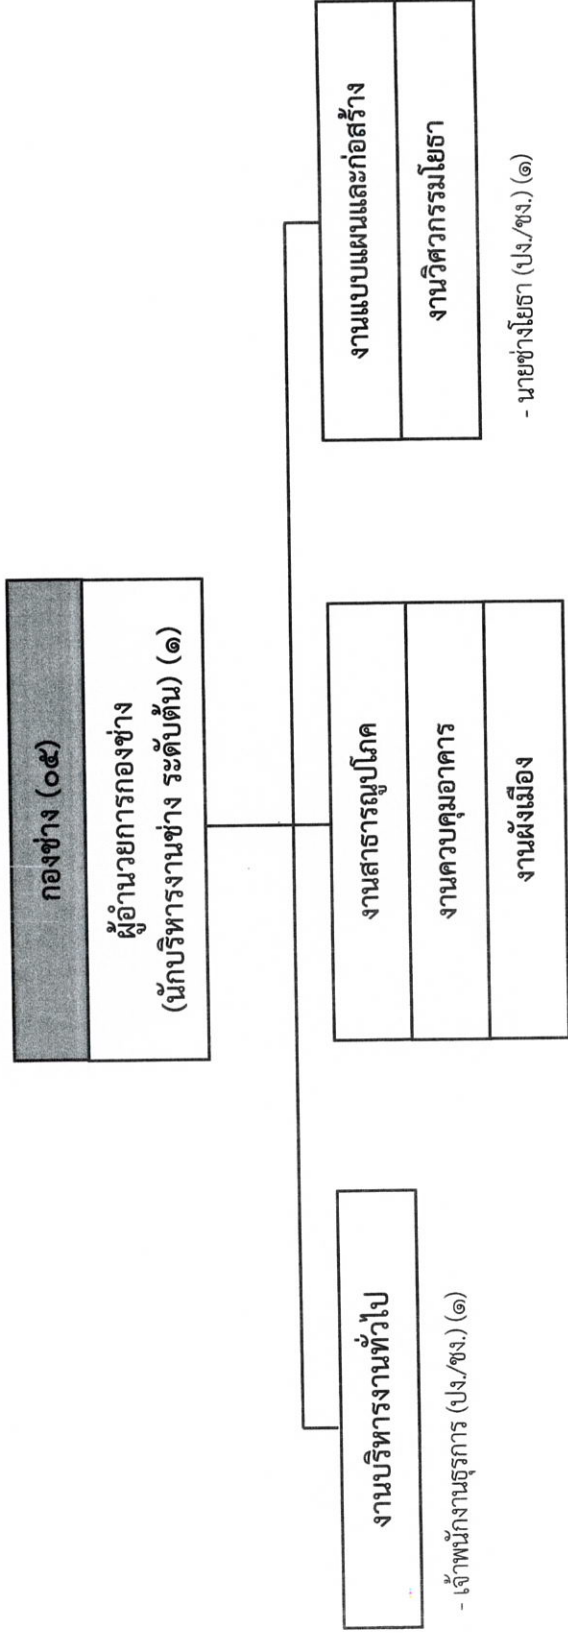 กองช่าง (๐๕)
ผู้อำนวยการกองช่าง
(นักบริหารงานช่าง ระดับต้น) (๑)
งานบริหารงานทั่วไป
- เจ้าพนักงานธุรการ (ปง./ชง.) (๑)
งานสาธารณูปโภค
งานควบคุมอาคาร
งานผังเมือง
งานแบบแผนและก่อสร้าง
งานวิศวกรรมโยธา
- นายช่างโยธา (ปง./ชง.) (๑)